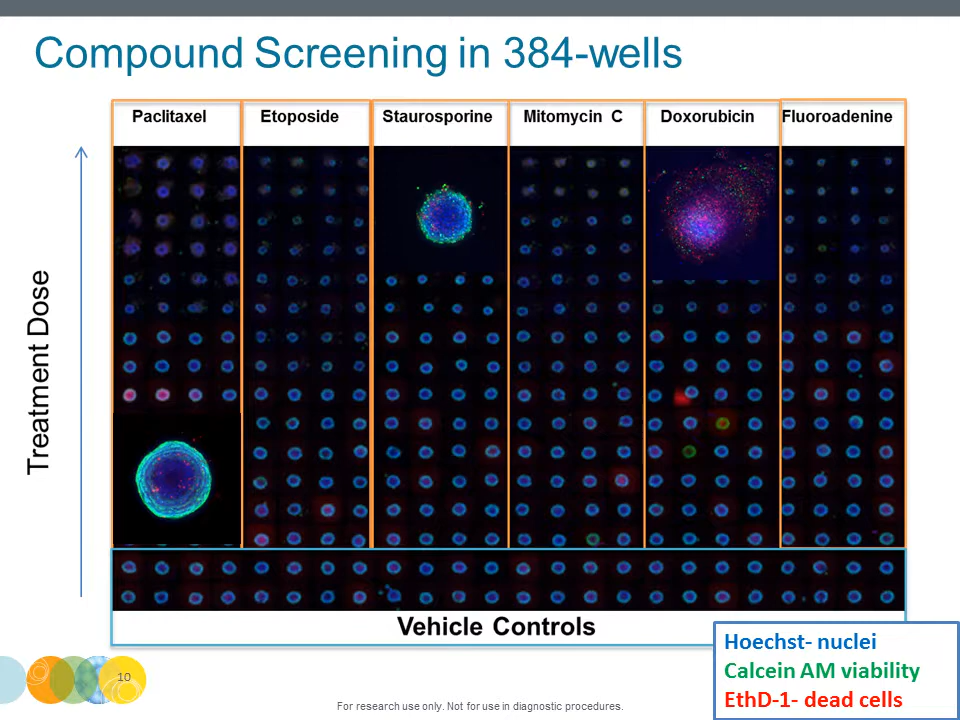 Compound Screening in 384-wells
Paclitaxel
Etoposide
Staurosporine
Mitomycin C
Doxorubicin
Fluoroadenine
Treatment Dose
Vehicle Controls
Hoechst- nuclei
Calcein AM viability
EthD-1- dead cells
10
For research use only. Not for use in diagnostic procedures.